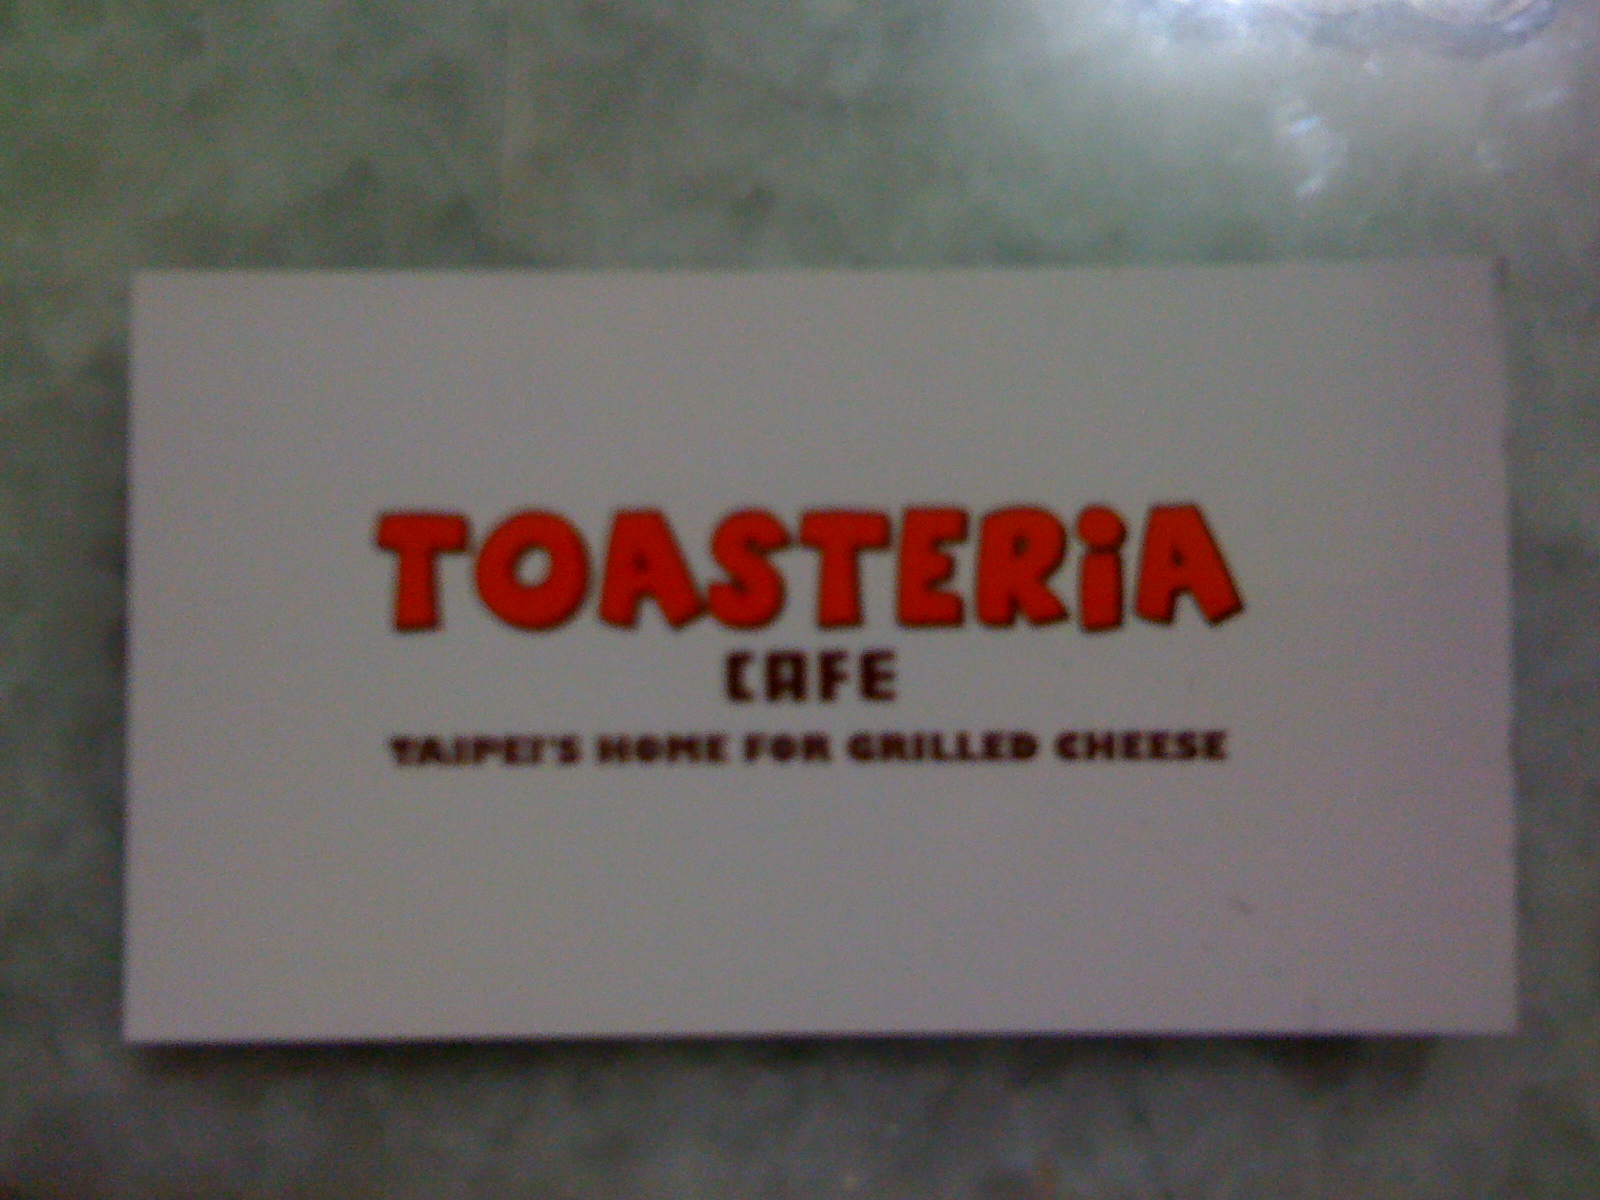 TOASTERiA
CAFE
TAIPEI'S HOME FOR GRILLED CHEESE